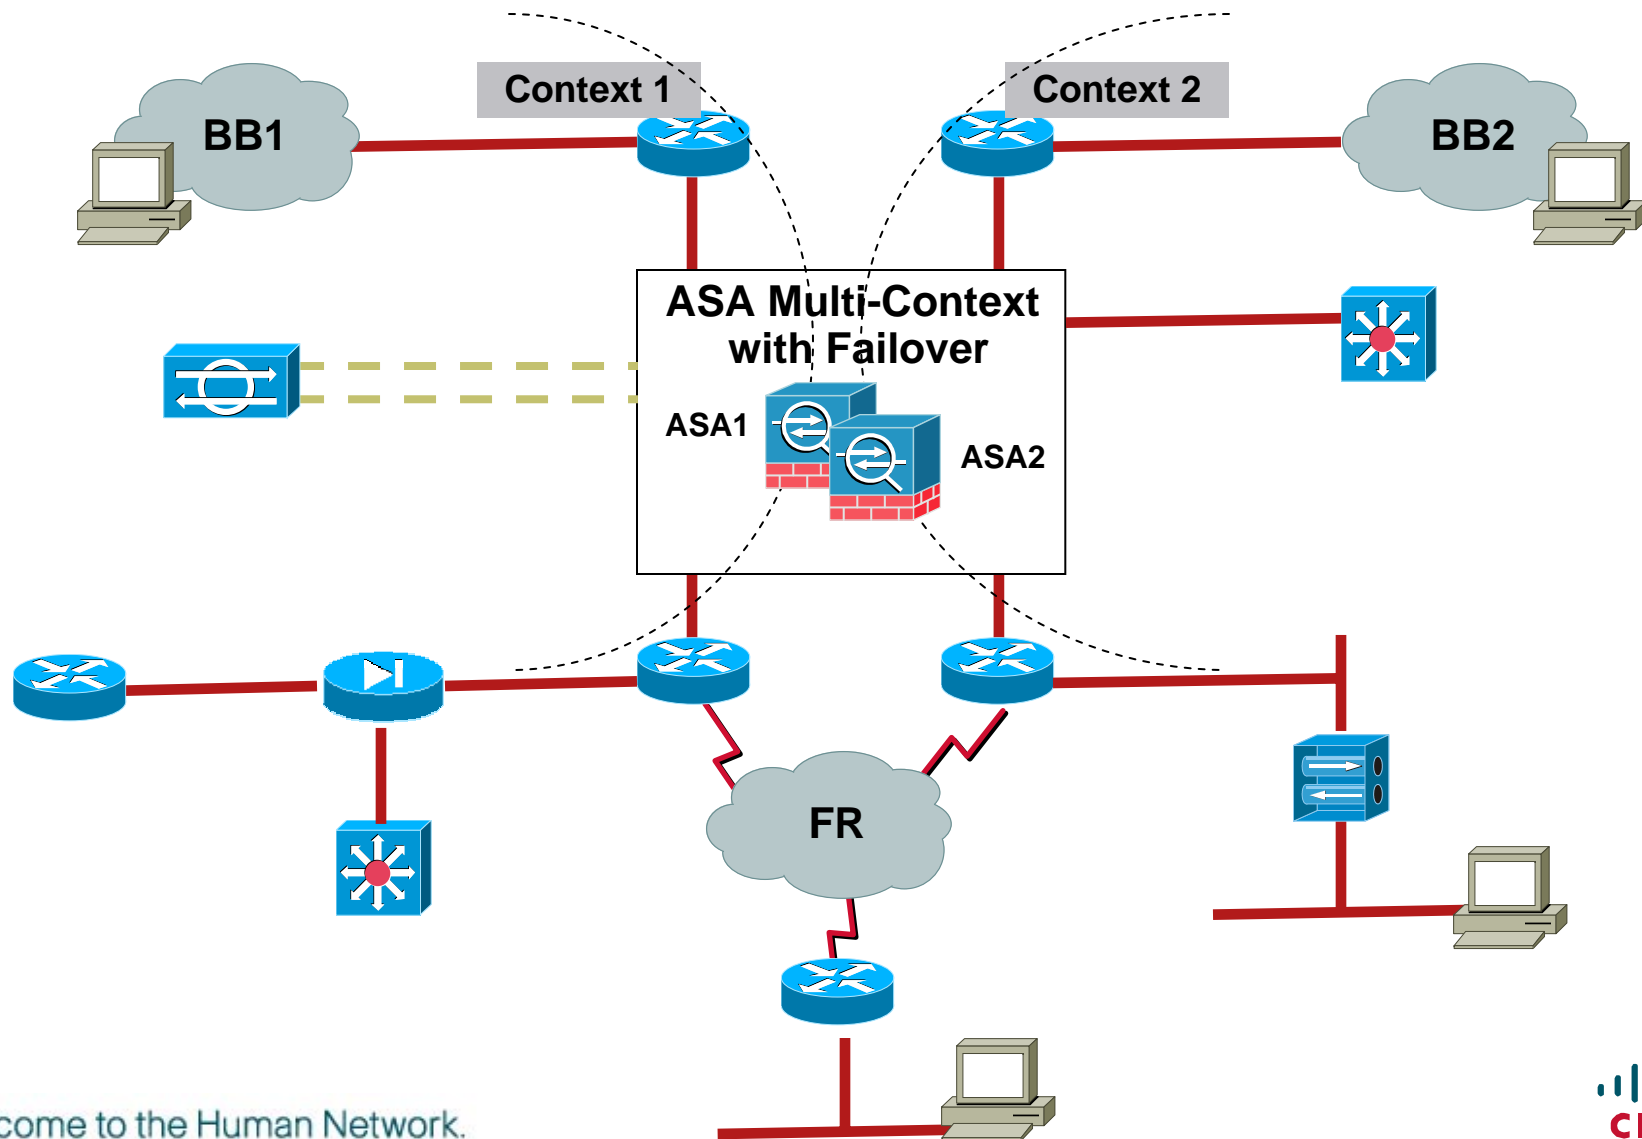 Context 1
Context 2
BB1
BB2
ASA Multi-Context
with Failover
ASA1
ASA2
FR
come to the Human Network.